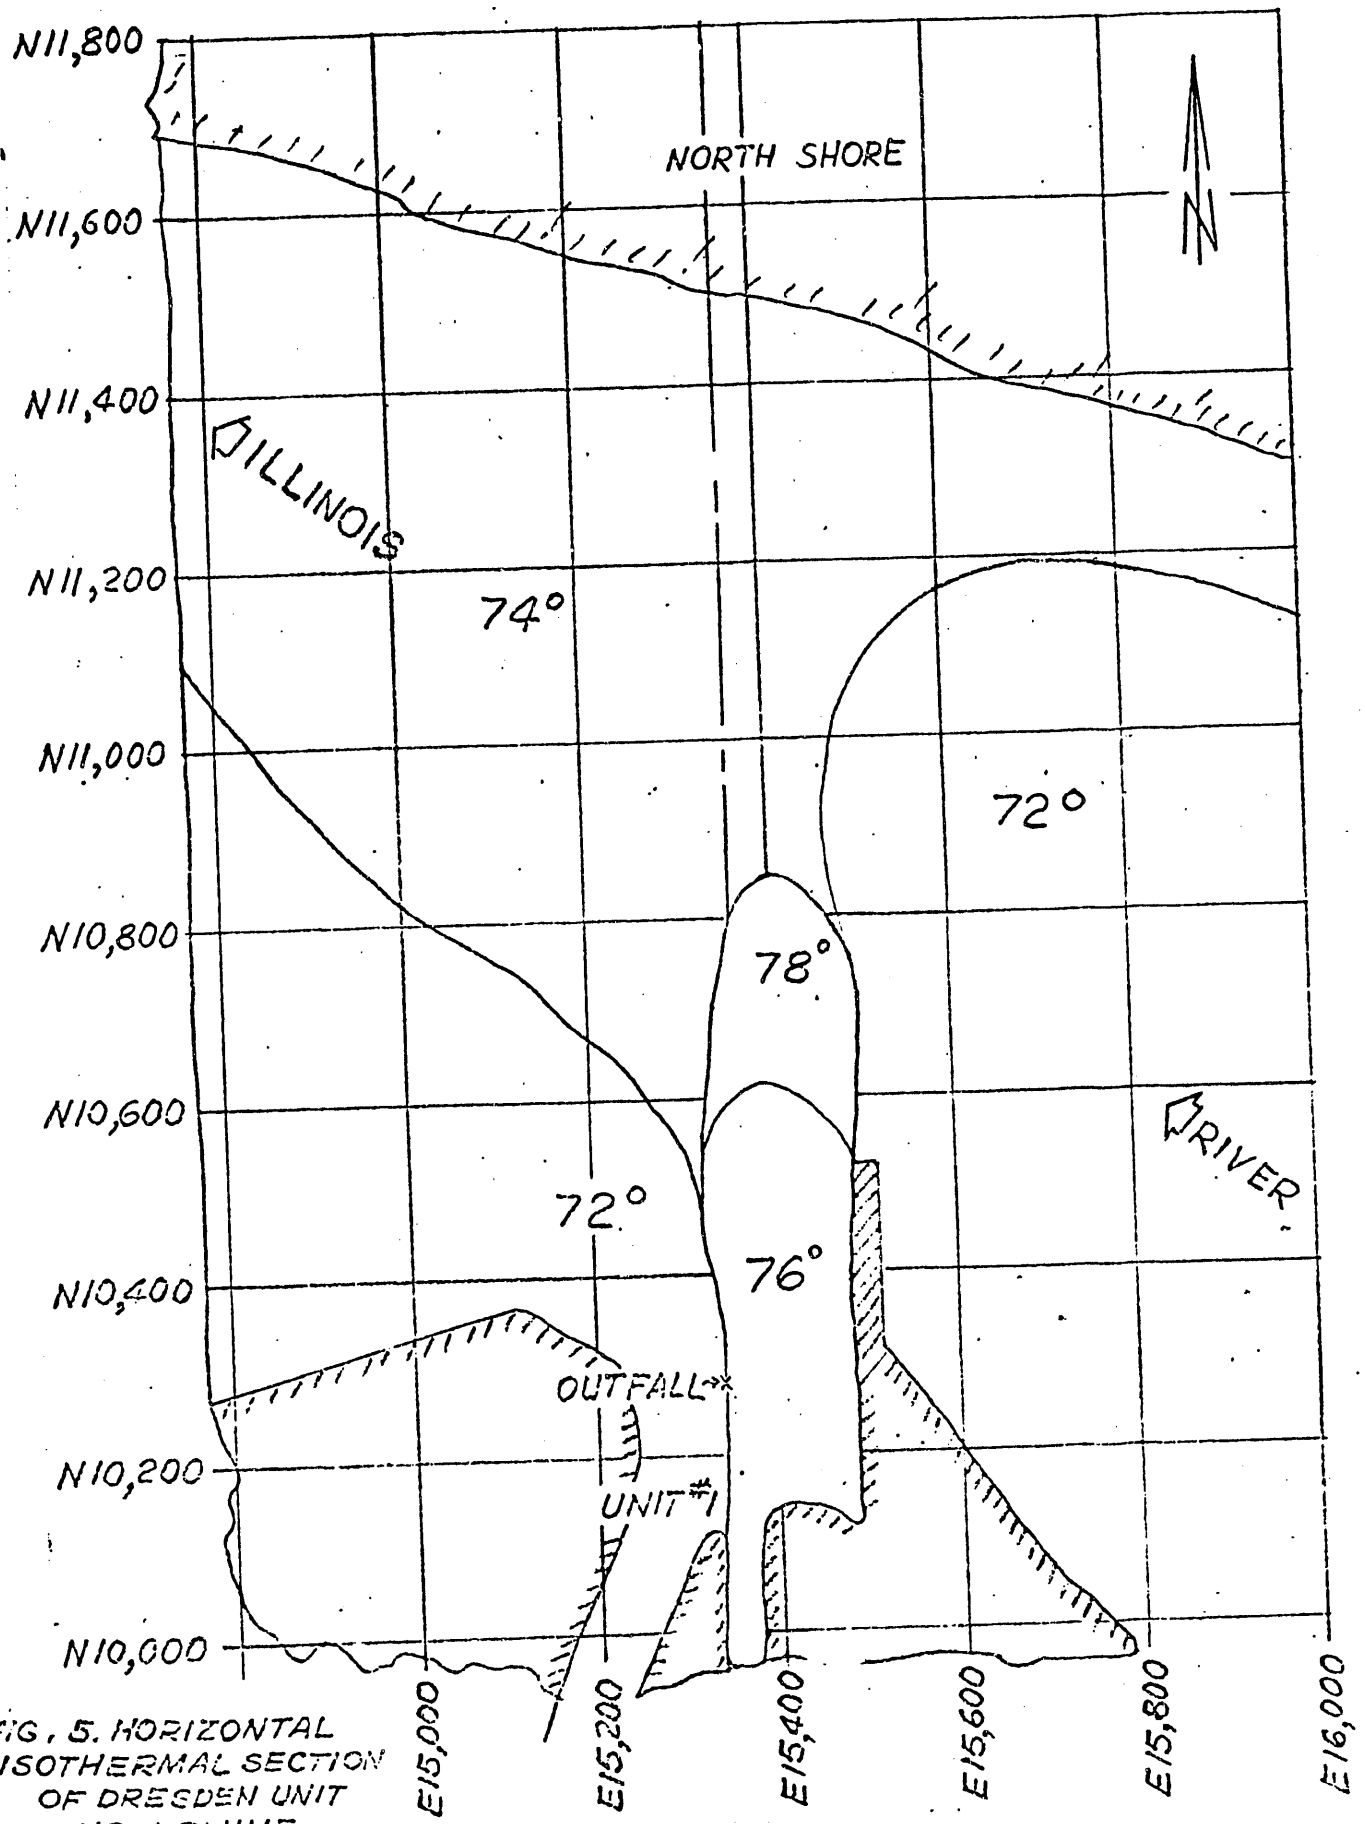 N11,800
NORTH SHORE
N
N11,600
N11,400
ILLINOIS
N11,200
74°
N11,000
72°
N10,800
78°
N10,600
RIVER
72°
76°
N10,400
OUTFALL
N10,200
UNIT #1
N10,000
E15,000
E15,200
E15,400
E15,600
E15,800
E16,000
FIG. 5. HORIZONTAL
ISOTHERMAL SECTION
OF DRESDEN UNIT